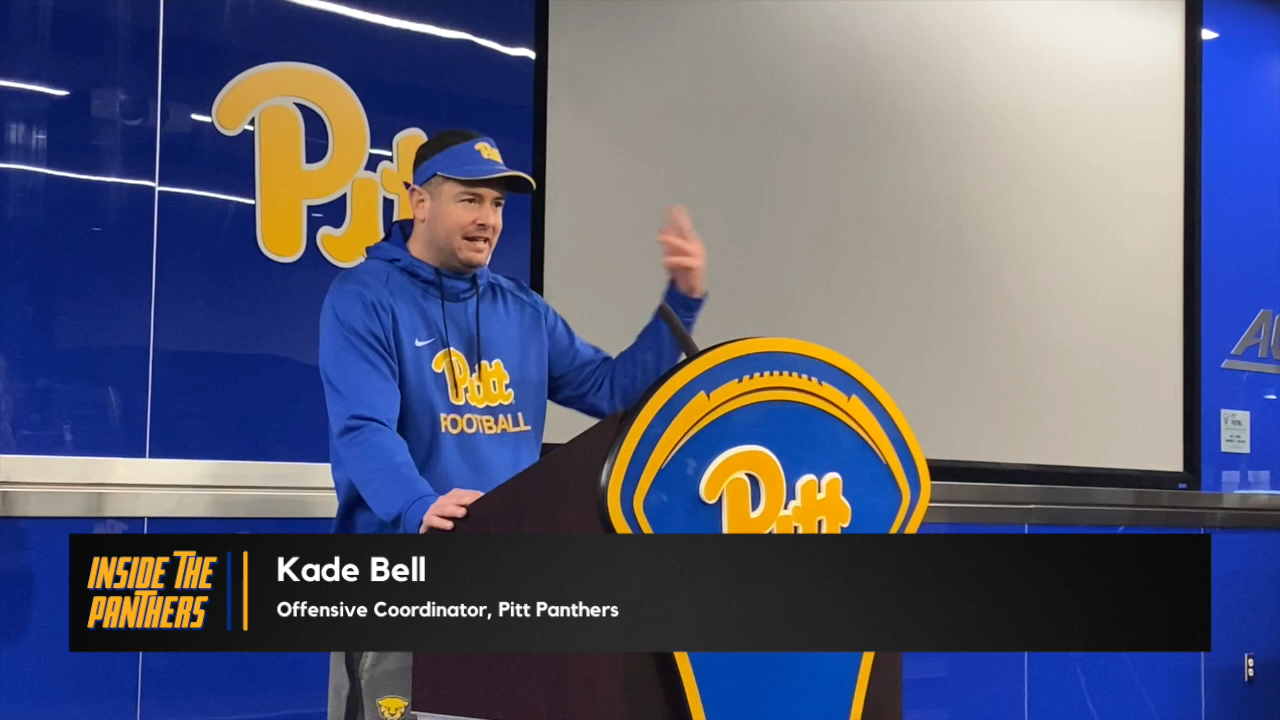 Pitt
Pitt
Pitt
FOOTBALL
Pitt
INSIDE THE
PANTHERS
Kade Bell
Offensive Coordinator, Pitt Panthers